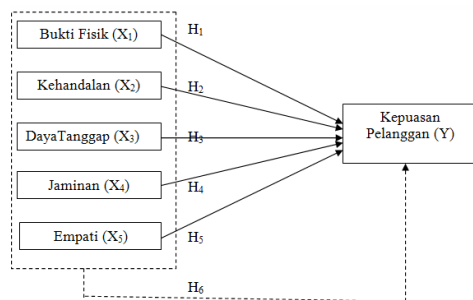 Bukti Fisik (X₁)
H₁
Kehandalan (X₂)
H₂
DayaTanggap (X₃)
H₃
Jaminan (X₄)
H₄
Empati (X₅)
H₅
Kepuasan
Pelanggan (Y)
H₆